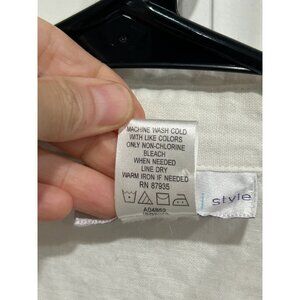 MACHINE WASH COLD
WITH LIKE COLORS
ONLY NON-CHLORINE
BLEACH
WHEN NEEDED
LINE DRY
WARM IRON IF NEEDED
RN 87935
style